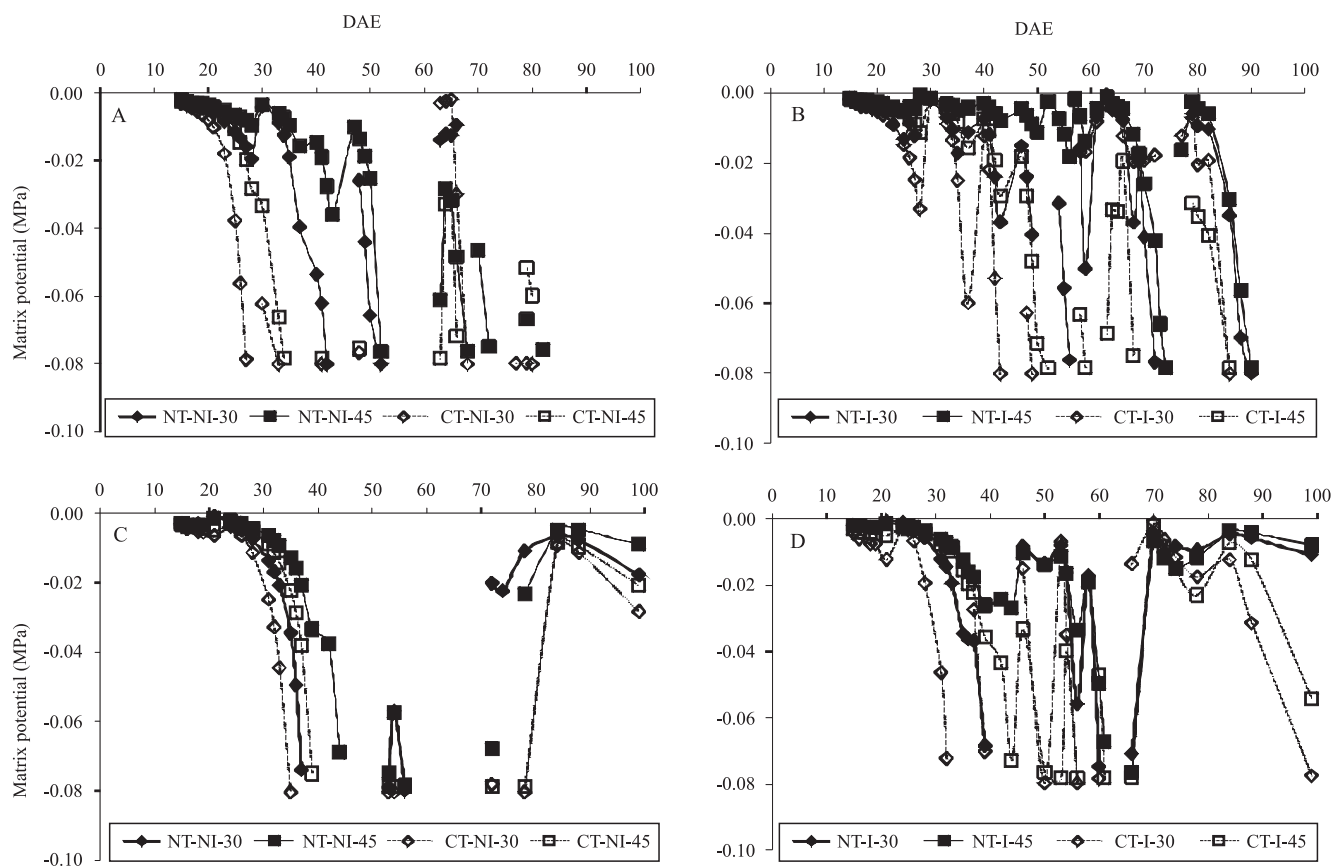 DAE
DAE
0 10 20 30 40 50 60 70 80 90 100
0 10 20 30 40 50 60 70 80 90 100
0.00
-0.02
-0.04
-0.06
-0.08
-0.10
Matrix potential (MPa)
A
NT-NI-30 NT-NI-45 CT-NI-30 CT-NI-45
0.00
-0.02
-0.04
-0.06
-0.08
-0.10
B
NT-I-30 NT-I-45 CT-I-30 CT-I-45
0 10 20 30 40 50 60 70 80 90 100
0 10 20 30 40 50 60 70 80 90 100
0.00
-0.02
-0.04
-0.06
-0.08
-0.10
Matrix potential (MPa)
C
NT-NI-30 NT-NI-45 CT-NI-30 CT-NI-45
0.00
-0.02
-0.04
-0.06
-0.08
-0.10
D
NT-I-30 NT-I-45 CT-I-30 CT-I-45